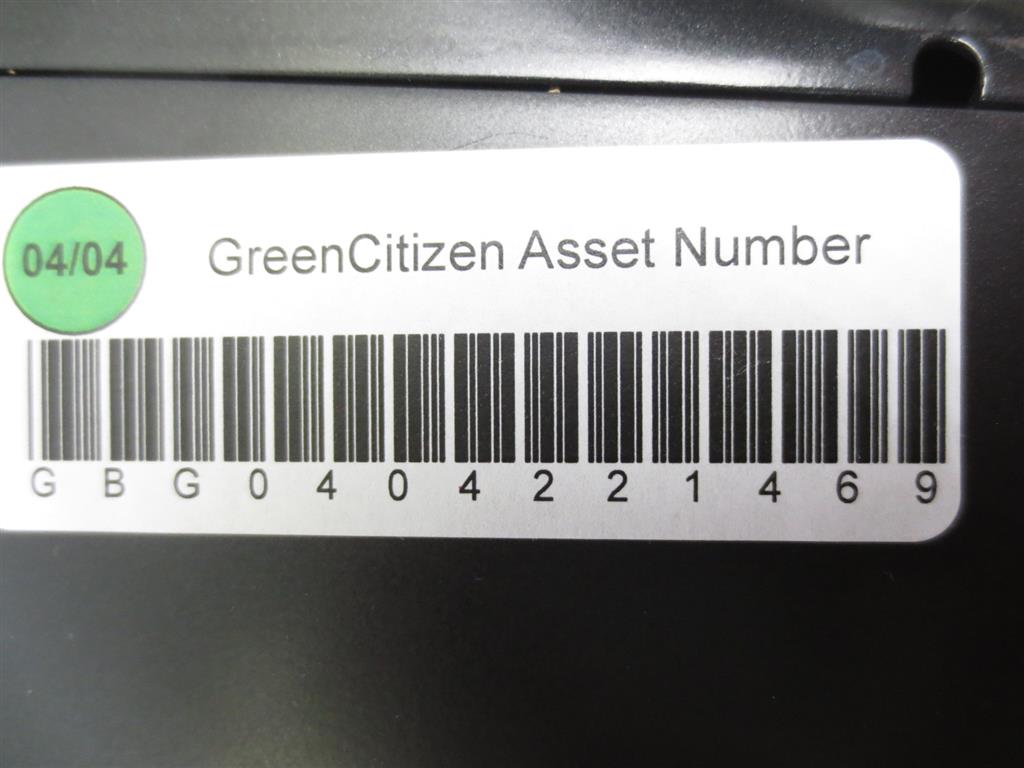 04/04
GreenCitizen Asset Number
G B G 0 4 0 4 2 2 1 4 6 9